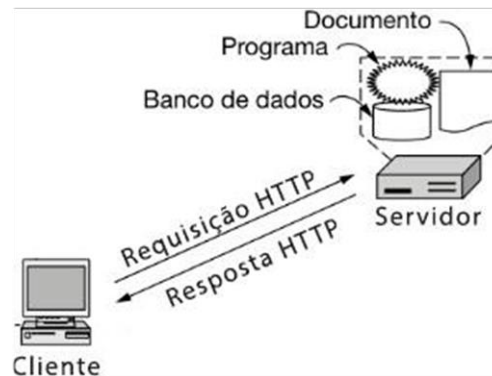 Documento
Programa
Banco de dados
Servidor
Requisição HTTP
Resposta HTTP
Cliente